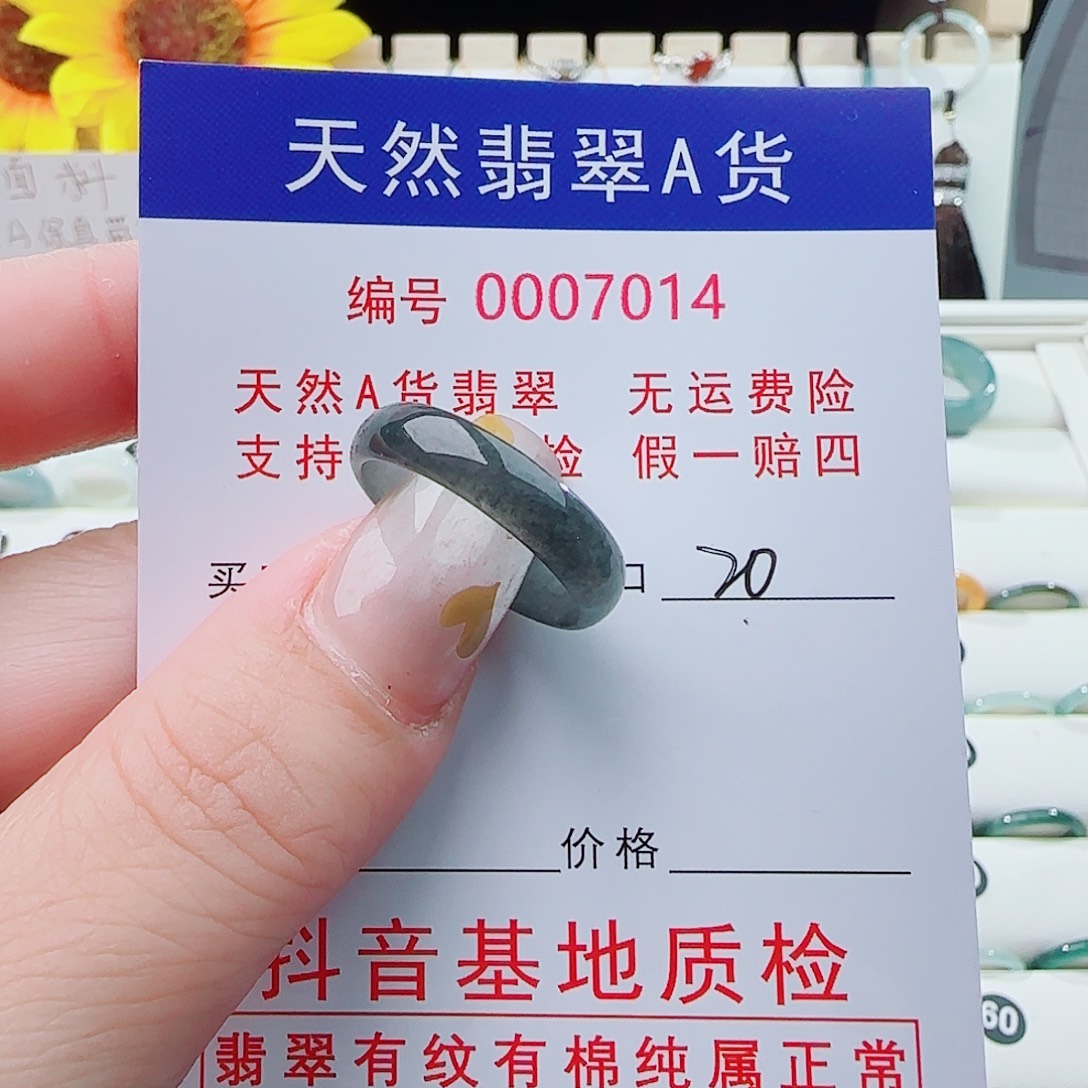 天然翡翠A货
编号 0007014
天然A货翡翠 无运费险
支持 检 假一赔四
买 口 20
价格
抖音基地质检
翡翠有纹有棉纯属正常
面料
60